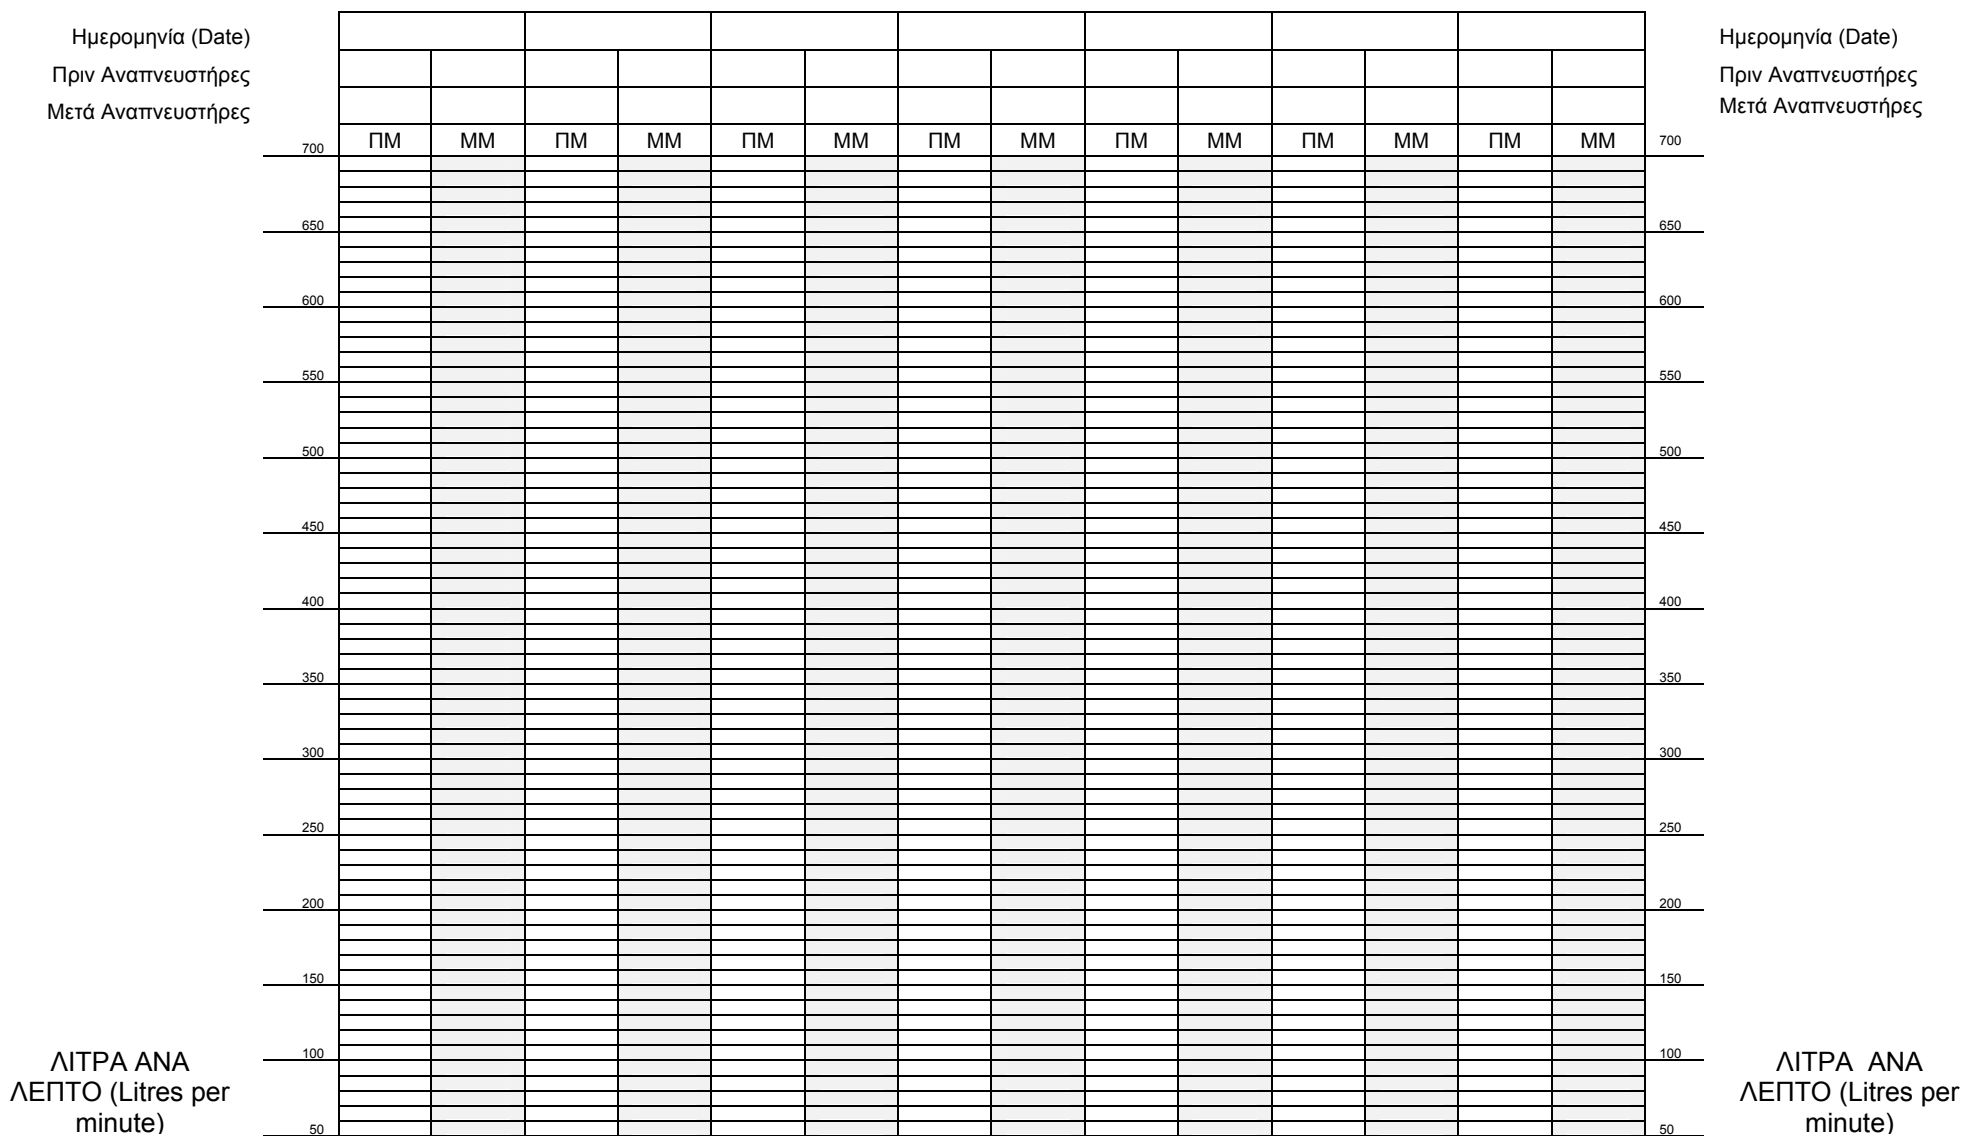 Ημερομηνία (Date)
Πριν Αναπνευστήρες
Μετά Αναπνευστήρες
Ημερομηνία (Date)
Πριν Αναπνευστήρες
Μετά Αναπνευστήρες
ΠΜ ΜΜ ΠΜ ΜΜ ΠΜ ΜΜ ΠΜ ΜΜ ΠΜ ΜΜ ΠΜ ΜΜ ΠΜ ΜΜ
700 700
650 650
600 600
550 550
500 500
450 450
400 400
350 350
300 300
250 250
200 200
150 150
100 100
50 50
ΛΙΤΡΑ ΑΝΑ
ΛΕΠΤΟ (Litres per
minute)
ΛΙΤΡΑ ΑΝΑ
ΛΕΠΤΟ (Litres per
minute)